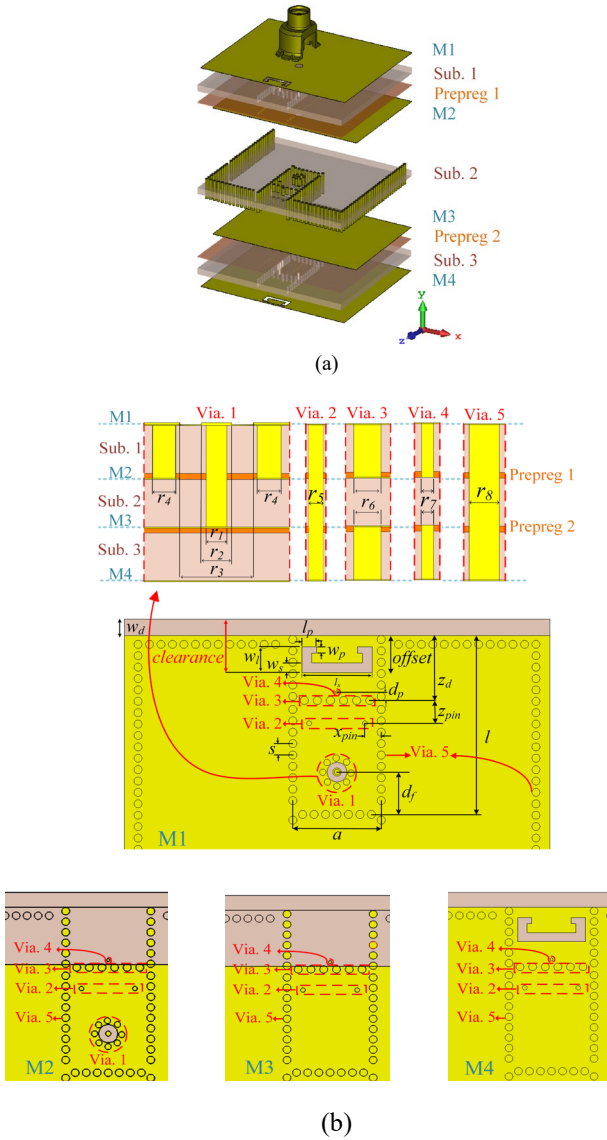 M1
Sub. 1
Prepreg 1
M2
Sub. 2
M3
Prepreg 2
Sub. 3
M4
y
x
z
(a)
Via. 1 Via. 2 Via. 3 Via. 4 Via. 5
M1
Sub. 1
M2
Sub. 2
M3
Sub. 3
M4
Prepreg 1
Prepreg 2
r4 r4 r5 r6 r7 r8
r1
r2
r3
wd
clearance
lp
wl
wp
ws
ls
offset
zd
l
Via. 4
Via. 3
Via. 2
dp
zpin
xpin
s
Via. 5
Via. 1
df
a
M1
Via. 4
Via. 3
Via. 2
Via. 5
Via. 1
M2
Via. 4
Via. 3
Via. 2
Via. 5
M3
Via. 4
Via. 3
Via. 2
Via. 5
M4
(b)